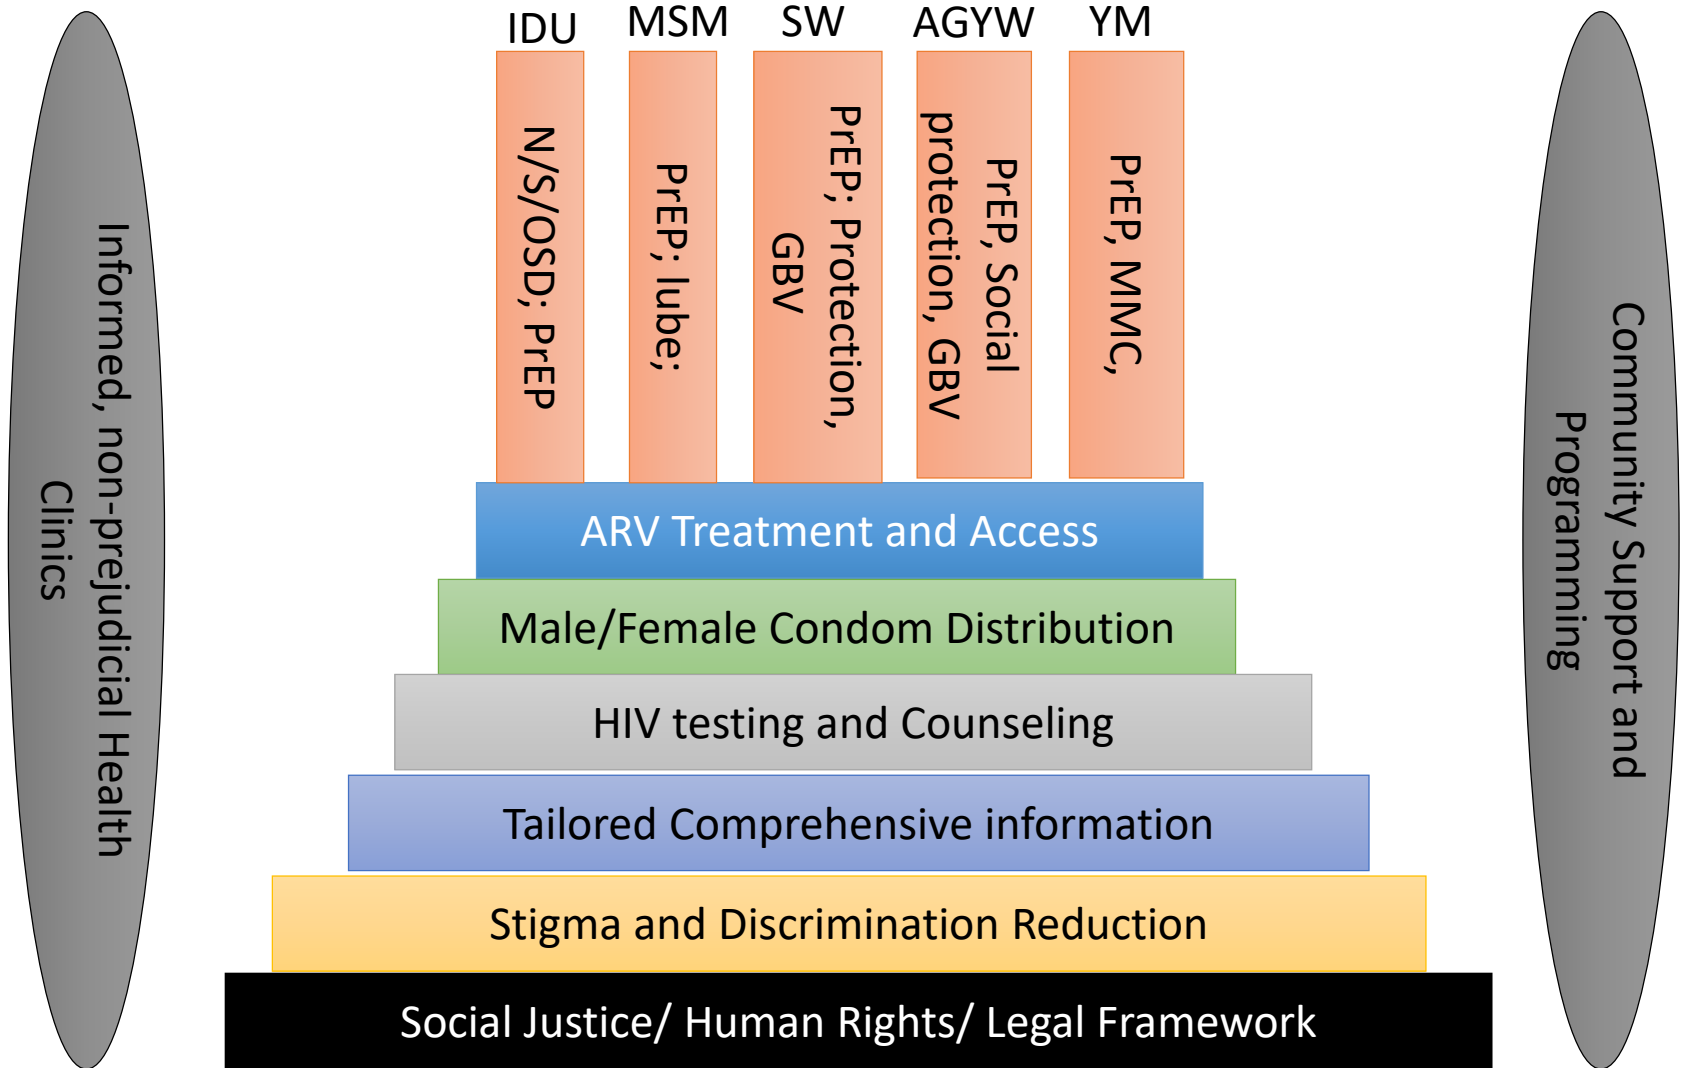 IDU
MSM
SW
AGYW
YM
N/S/OSD; PrEP
PrEP; lube;
PrEP; Protection,
GBV
PrEP, Social
protection, GBV
PrEP, MMC,
Informed, non-prejudicial Health
Clinics
Community Support and
Programming
ARV Treatment and Access
Male/Female Condom Distribution
HIV testing and Counseling
Tailored Comprehensive information
Stigma and Discrimination Reduction
Social Justice/ Human Rights/ Legal Framework